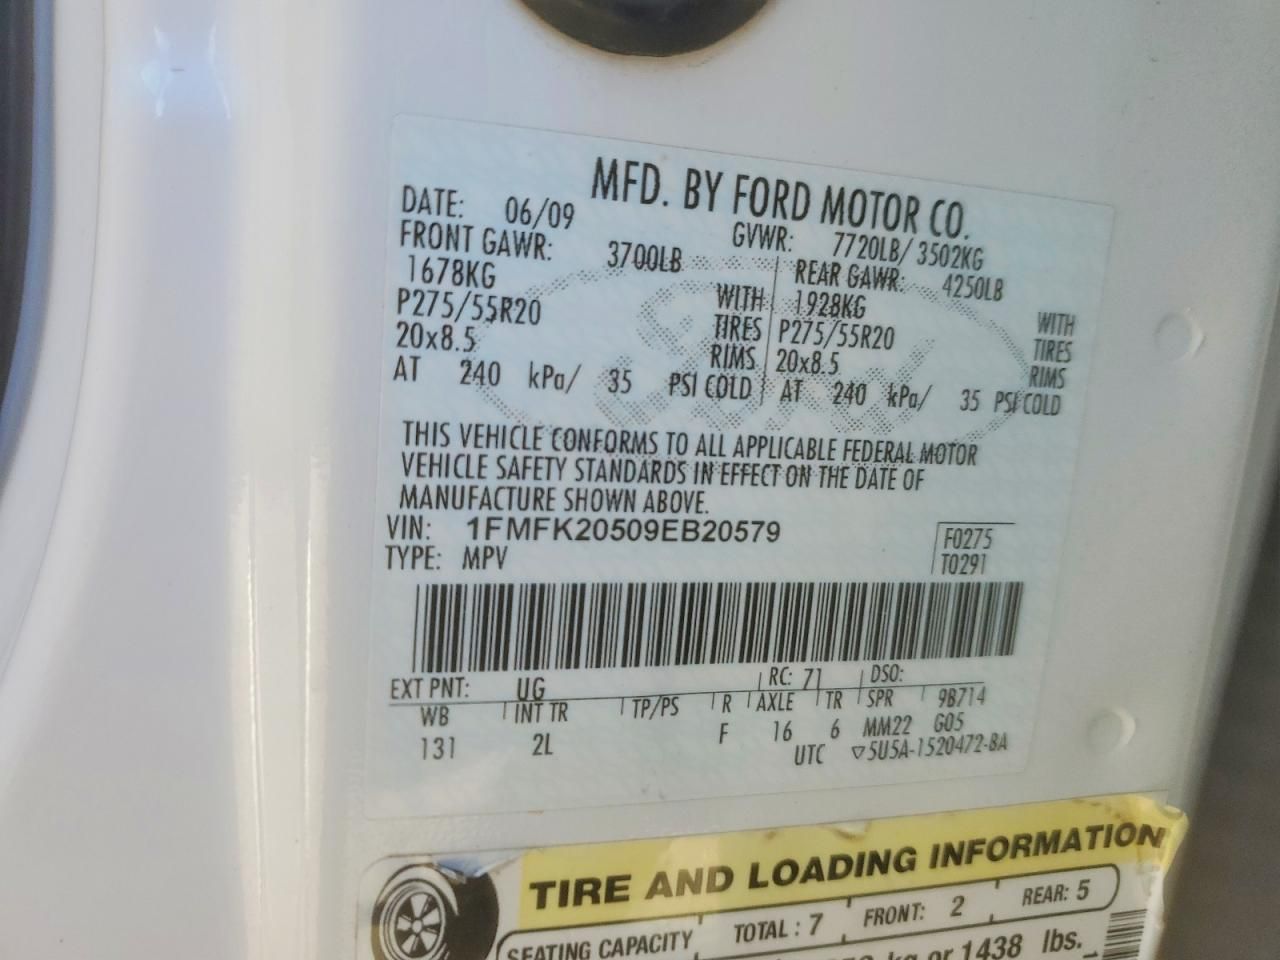 MFD. BY FORD MOTOR CO.
DATE: 06/09 GVWR: 7720LB/ 3502KG
FRONT GAWR: 3700LB REAR GAWR: 4250LB
1678KG WITH 1928KG WITH
P275/55R20 TIRES P275/55R20 TIRES
20x8.5 RIMS 20x8.5 RIMS
AT 240 kPa/ 35 PSI COLD AT 240 kPa/ 35 PSI COLD
THIS VEHICLE CONFORMS TO ALL APPLICABLE FEDERAL MOTOR
VEHICLE SAFETY STANDARDS IN EFFECT ON THE DATE OF
MANUFACTURE SHOWN ABOVE.
VIN: 1FMFK20509EB20579 F0275
TYPE: MPV T0291
EXT PNT: UG RC: 71 DSO:
WB INT TR TP/PS R AXLE TR SPR 9B714
131 2L F 16 6 MM22 G05
UTC ▽5U5A-1520472-BA
TIRE AND LOADING INFORMATION
SEATING CAPACITY TOTAL : 7 FRONT: 2 REAR: 5
kg or 1438 lbs.